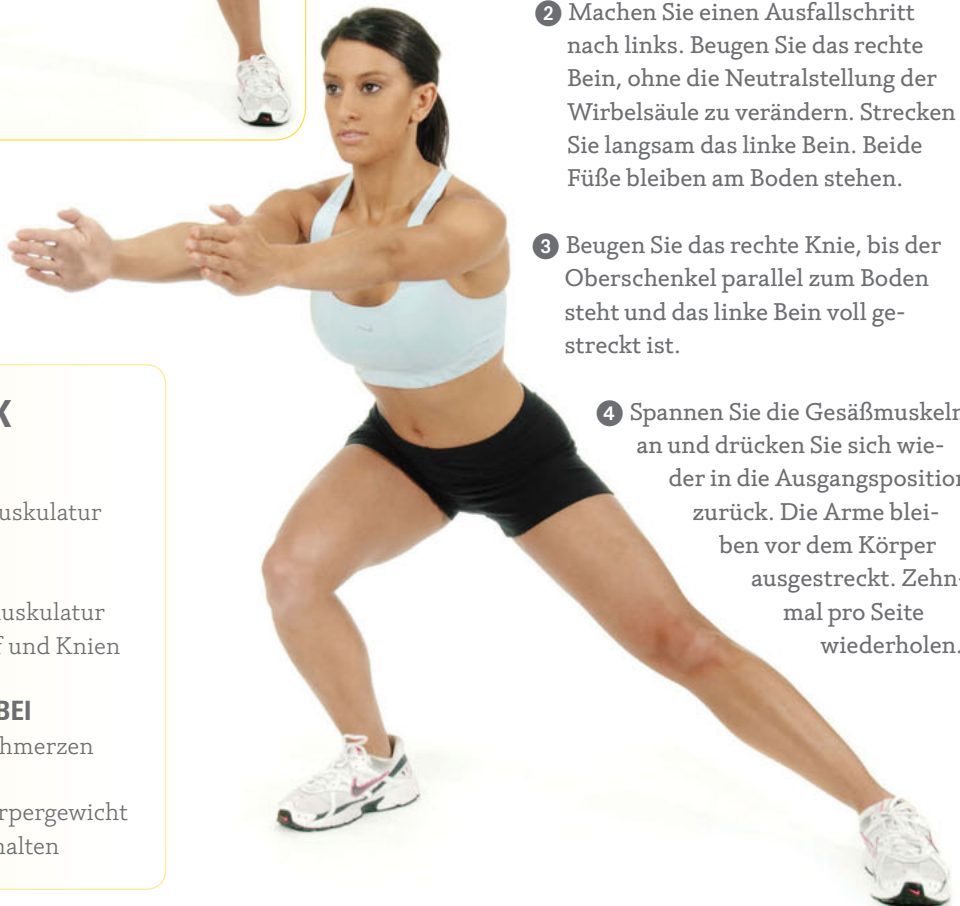 2 Machen Sie einen Ausfallschritt
nach links. Beugen Sie das rechte
Bein, ohne die Neutralstellung der
Wirbelsäule zu verändern. Strecken
Sie langsam das linke Bein. Beide
Füße bleiben am Boden stehen.
3 Beugen Sie das rechte Knie, bis der
Oberschenkel parallel zum Boden
steht und das linke Bein voll ge-
streckt ist.
4 Spannen Sie die Gesäßmuskeln
an und drücken Sie sich wie-
der in die Ausgangsposition
zurück. Die Arme blei-
ben vor dem Körper
ausgestreckt. Zehn-
mal pro Seite
wiederholen.
K
uskulatur
uskulatur
f und Knien
BEI
hmerzen
rpergewicht
halten